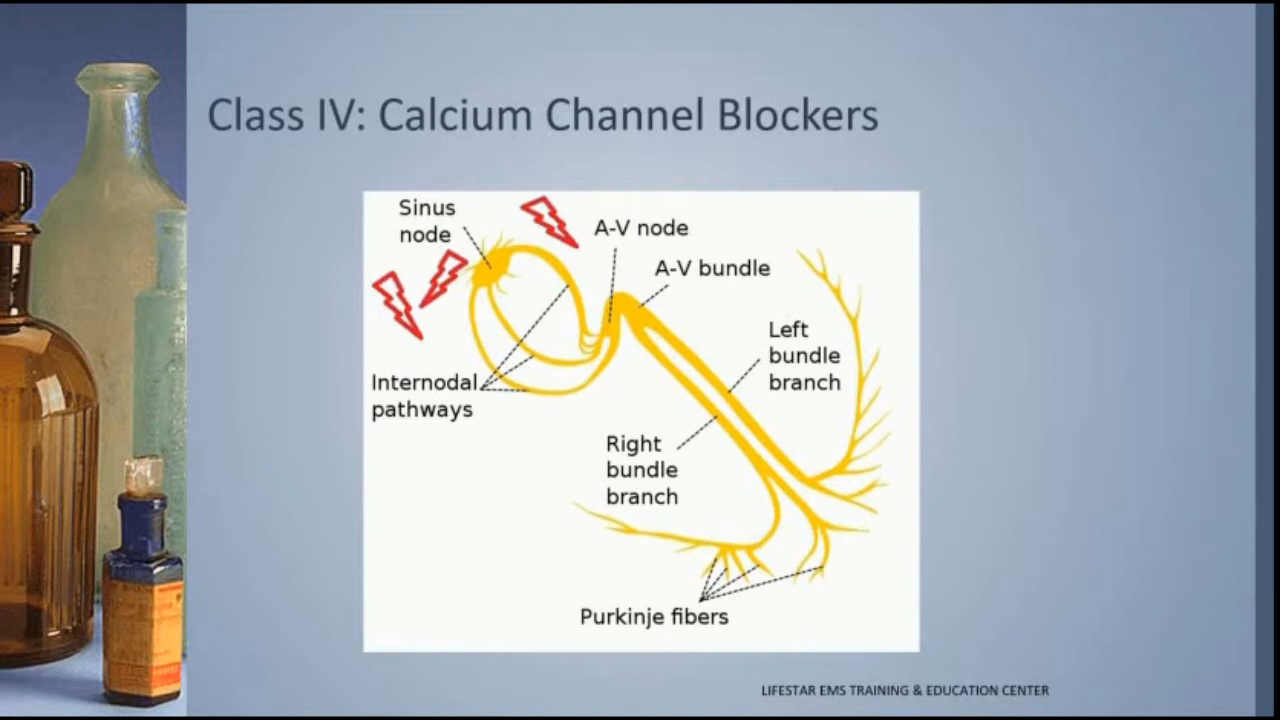 Class IV: Calcium Channel Blockers
Sinus
node
A-V node
A-V bundle
Left
bundle
branch
Internodal
pathways
Right
bundle
branch
Purkinje fibers
LIFESTAR EMS TRAINING & EDUCATION CENTER